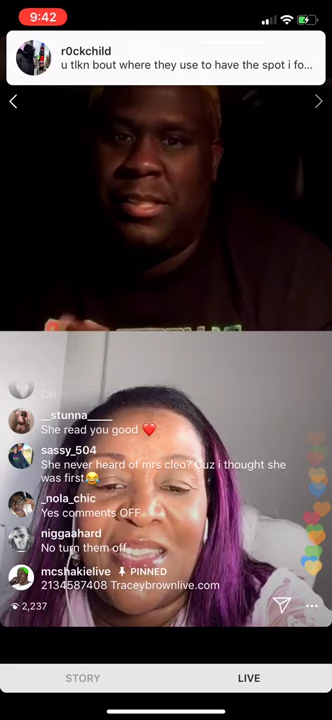 9:42
r0ckchild
u tlkn bout where they use to have the spot i fo...
__stunna____
She read you good ❤️
sassy_504
She never heard of mrs cleo? Cuz i thought she
was first😂
_nola_chic
Yes comments OFF
niggaahard
No turn them off
mcshakielive 📌 PINNED
2134587408 Traceybrownlive.com
2,237
STORY LIVE